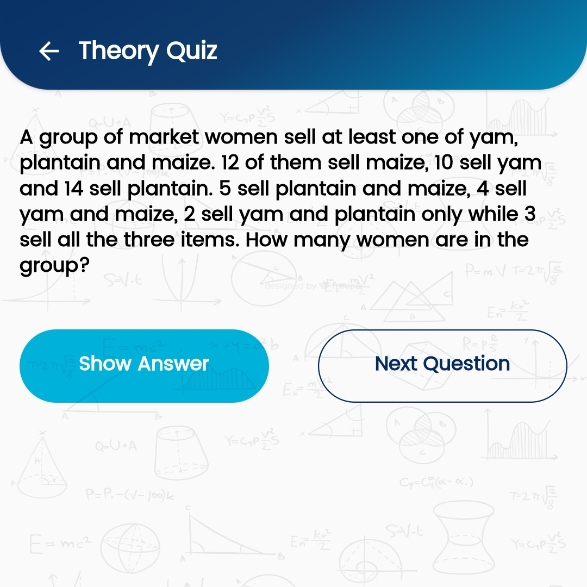 Theory Quiz
A group of market women sell at least one of yam,
plantain and maize. 12 of them sell maize, 10 sell yam
and 14 sell plantain. 5 sell plantain and maize, 4 sell
yam and maize, 2 sell yam and plantain only while 3
sell all the three items. How many women are in the
group?
Show Answer
Next Question